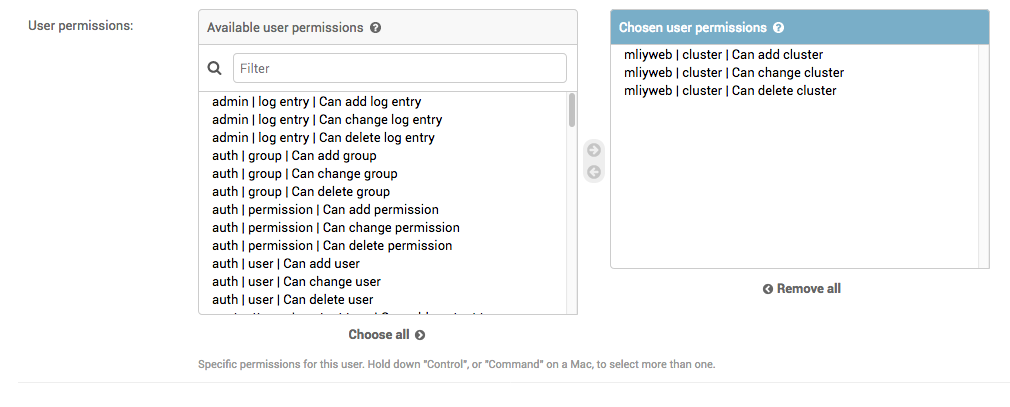 User permissions:
Available user permissions
Filter
admin | log entry | Can add log entry
admin | log entry | Can change log entry
admin | log entry | Can delete log entry
auth | group | Can add group
auth | group | Can change group
auth | group | Can delete group
auth | permission | Can add permission
auth | permission | Can change permission
auth | permission | Can delete permission
auth | user | Can add user
auth | user | Can change user
auth | user | Can delete user
Choose all
Chosen user permissions
mliyweb | cluster | Can add cluster
mliyweb | cluster | Can change cluster
mliyweb | cluster | Can delete cluster
Remove all
Specific permissions for this user. Hold down "Control", or "Command" on a Mac, to select more than one.